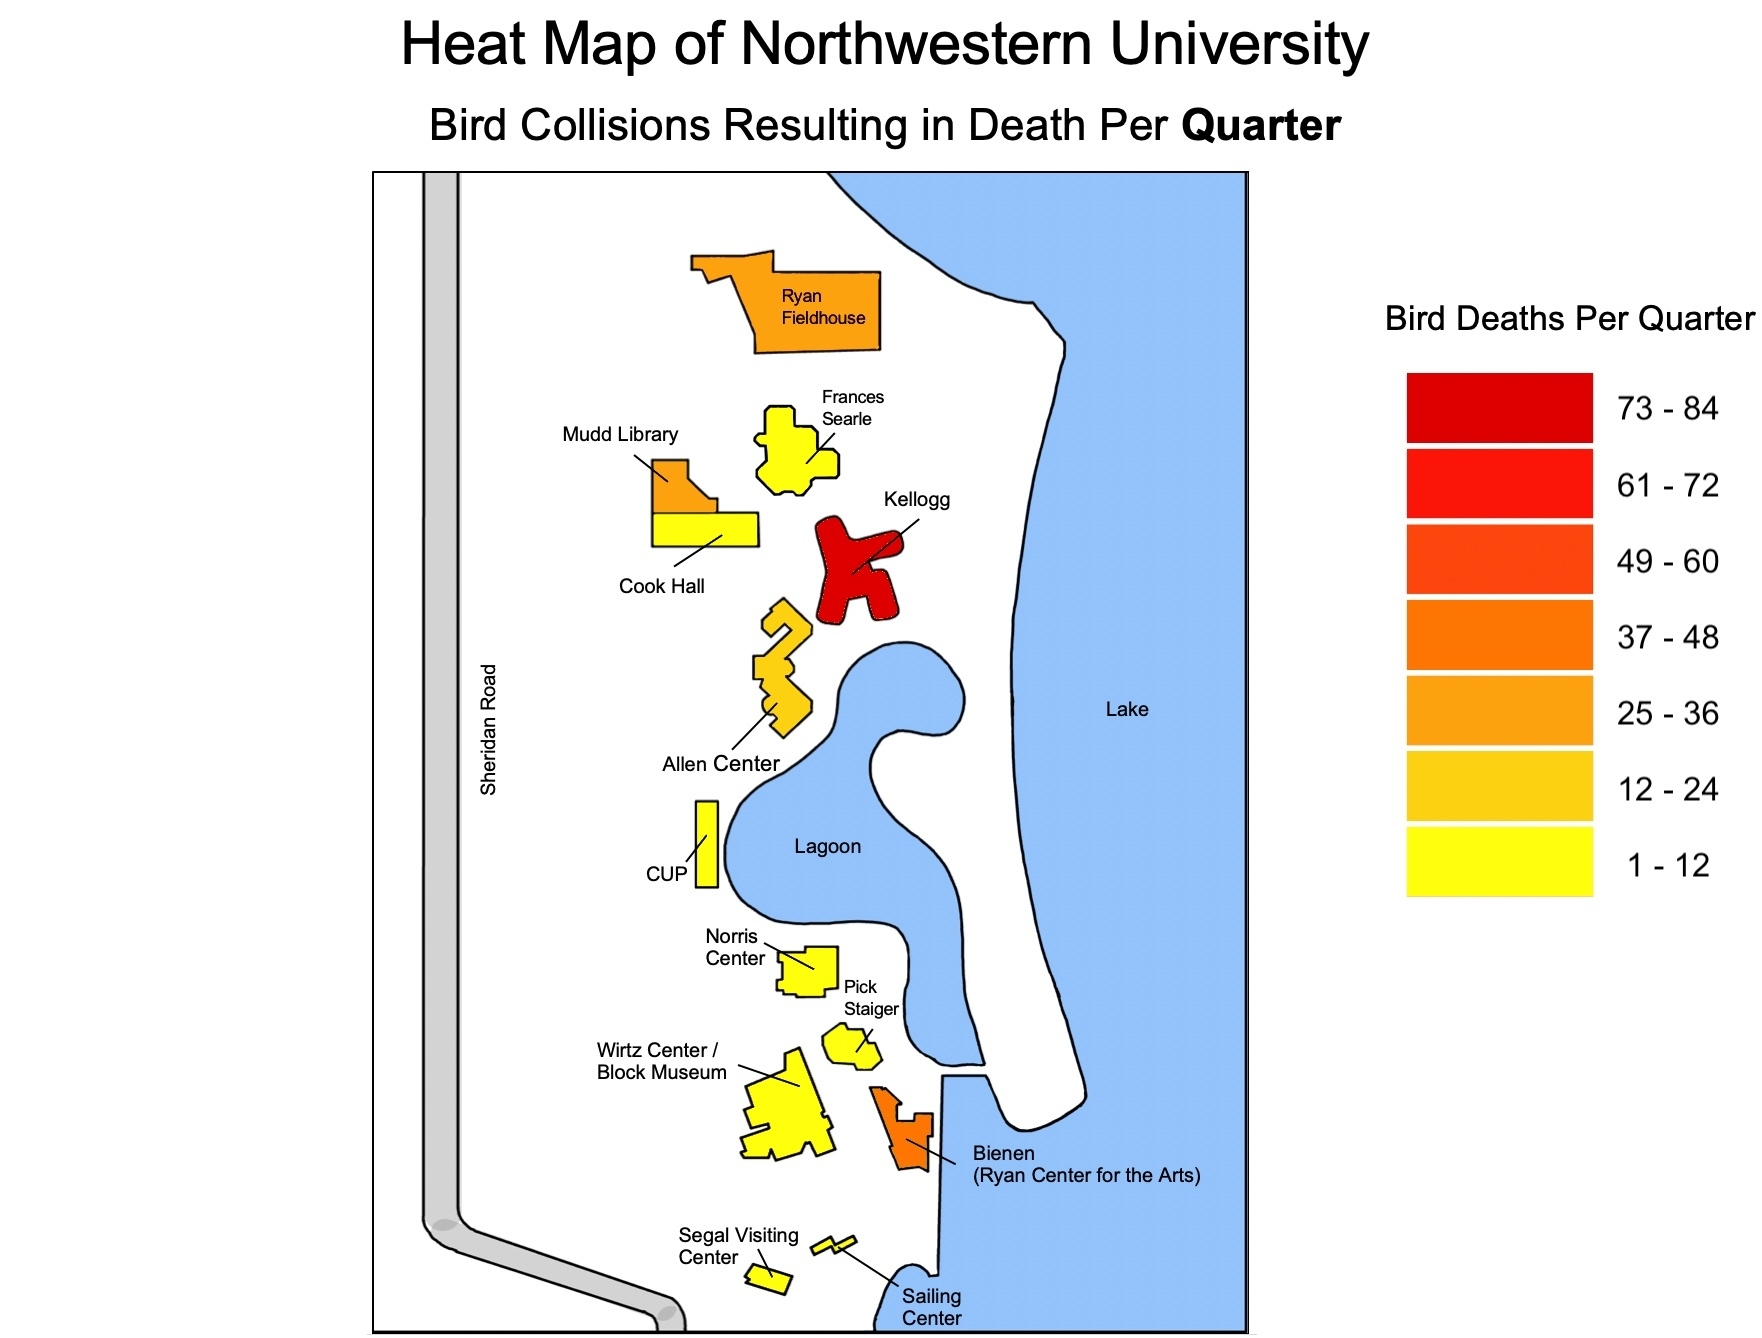 Heat Map of Northwestern University
Bird Collisions Resulting in Death Per Quarter
Ryan
Fieldhouse
Frances
Searle
Mudd Library
Kellogg
Cook Hall
Sheridan Road
Allen Center
Lake
Lagoon
CUP
Norris
Center
Pick
Staiger
Wirtz Center /
Block Museum
Bienen
(Ryan Center for the Arts)
Segal Visiting
Center
Sailing
Center
Bird Deaths Per Quarter
73 - 84
61 - 72
49 - 60
37 - 48
25 - 36
12 - 24
1 - 12